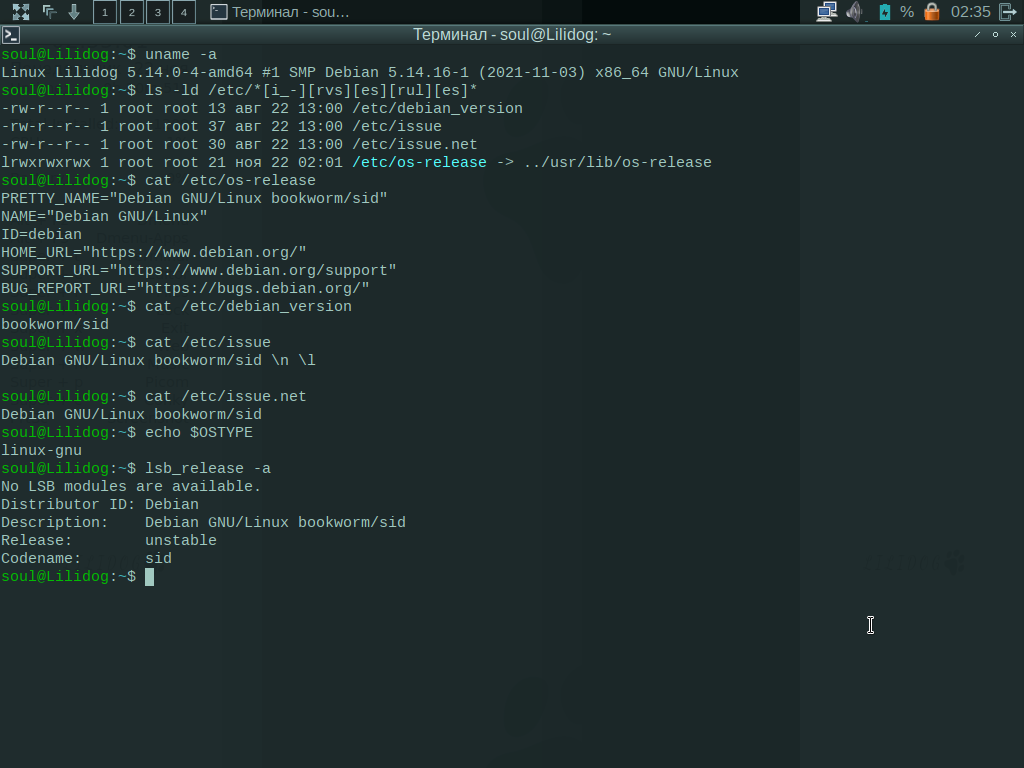 1 2 3 4 Терминал - sou... % 02:35
Терминал - soul@Lilidog: ~
soul@Lilidog:~$ uname -a
Linux Lilidog 5.14.0-4-amd64 #1 SMP Debian 5.14.16-1 (2021-11-03) x86_64 GNU/Linux
soul@Lilidog:~$ ls -ld /etc/*[i_-][rvs][es][rul][es]*
-rw-r--r-- 1 root root 13 авг 22 13:00 /etc/debian_version
-rw-r--r-- 1 root root 37 авг 22 13:00 /etc/issue
-rw-r--r-- 1 root root 30 авг 22 13:00 /etc/issue.net
lrwxrwxrwx 1 root root 21 ноя 22 02:01 /etc/os-release -> ../usr/lib/os-release
soul@Lilidog:~$ cat /etc/os-release
PRETTY_NAME="Debian GNU/Linux bookworm/sid"
NAME="Debian GNU/Linux"
ID=debian
HOME_URL="https://www.debian.org/"
SUPPORT_URL="https://www.debian.org/support"
BUG_REPORT_URL="https://bugs.debian.org/"
soul@Lilidog:~$ cat /etc/debian_version
bookworm/sid
soul@Lilidog:~$ cat /etc/issue
Debian GNU/Linux bookworm/sid \n \l
soul@Lilidog:~$ cat /etc/issue.net
Debian GNU/Linux bookworm/sid
soul@Lilidog:~$ echo $OSTYPE
linux-gnu
soul@Lilidog:~$ lsb_release -a
No LSB modules are available.
Distributor ID: Debian
Description:    Debian GNU/Linux bookworm/sid
Release:        unstable
Codename:       sid
soul@Lilidog:~$